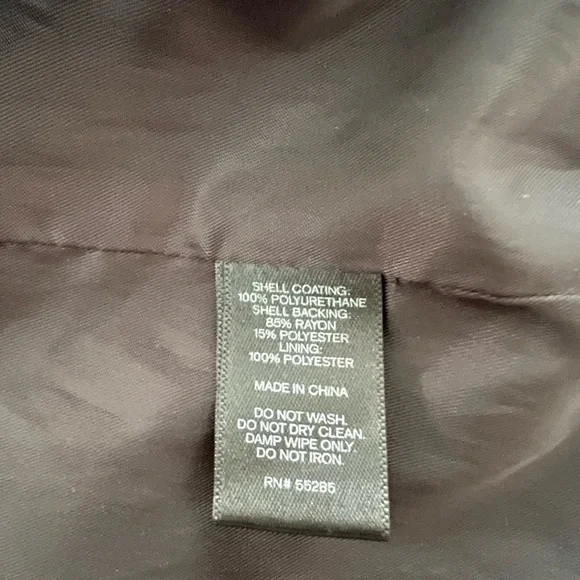 SHELL COATING:
100% POLYURETHANE
SHELL BACKING:
85% RAYON
15% POLYESTER
LINING:
100% POLYESTER
MADE IN CHINA
DO NOT WASH.
DO NOT DRY CLEAN.
DAMP WIPE ONLY.
DO NOT IRON.
RN# 55285